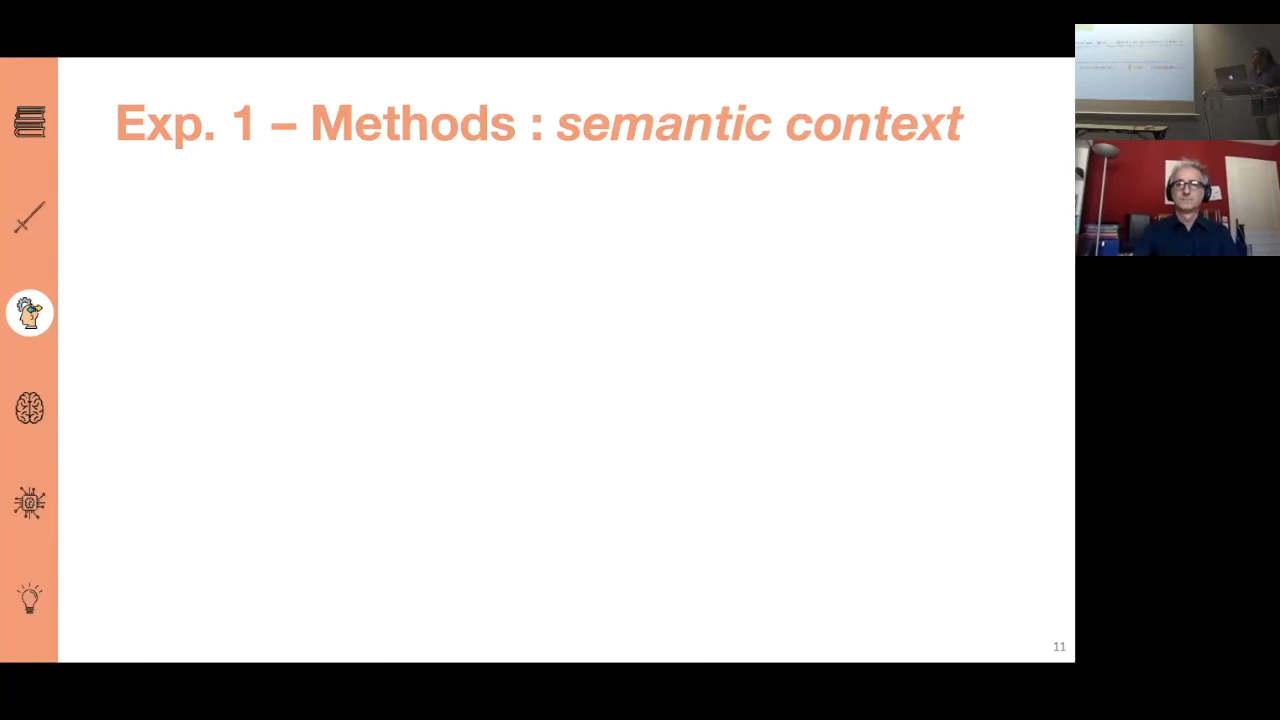 Exp. 1 – Methods : semantic context
11